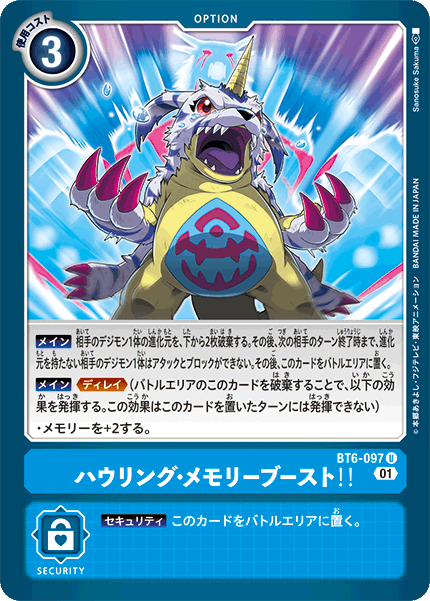 OPTION
使用コスト
3
Sanosuke Sakuma
©本郷あきよし・フジテレビ・東映アニメーション BANDAI MADE IN JAPAN
メイン 相手のデジモン1体の進化元を、下から2枚破棄する。その後、次の相手のターン終了時まで、進化
元を持たない相手のデジモン1体はアタックとブロックができない。その後、このカードをバトルエリアに置く。
メイン ディレイ (バトルエリアのこのカードを破棄することで、以下の効
果を発揮する。この効果はこのカードを置いたターンには発揮できない)
・メモリーを+2する。
BT6-097 U
ハウリング・メモリーブースト!!
01
セキュリティ このカードをバトルエリアに置く。
SECURITY